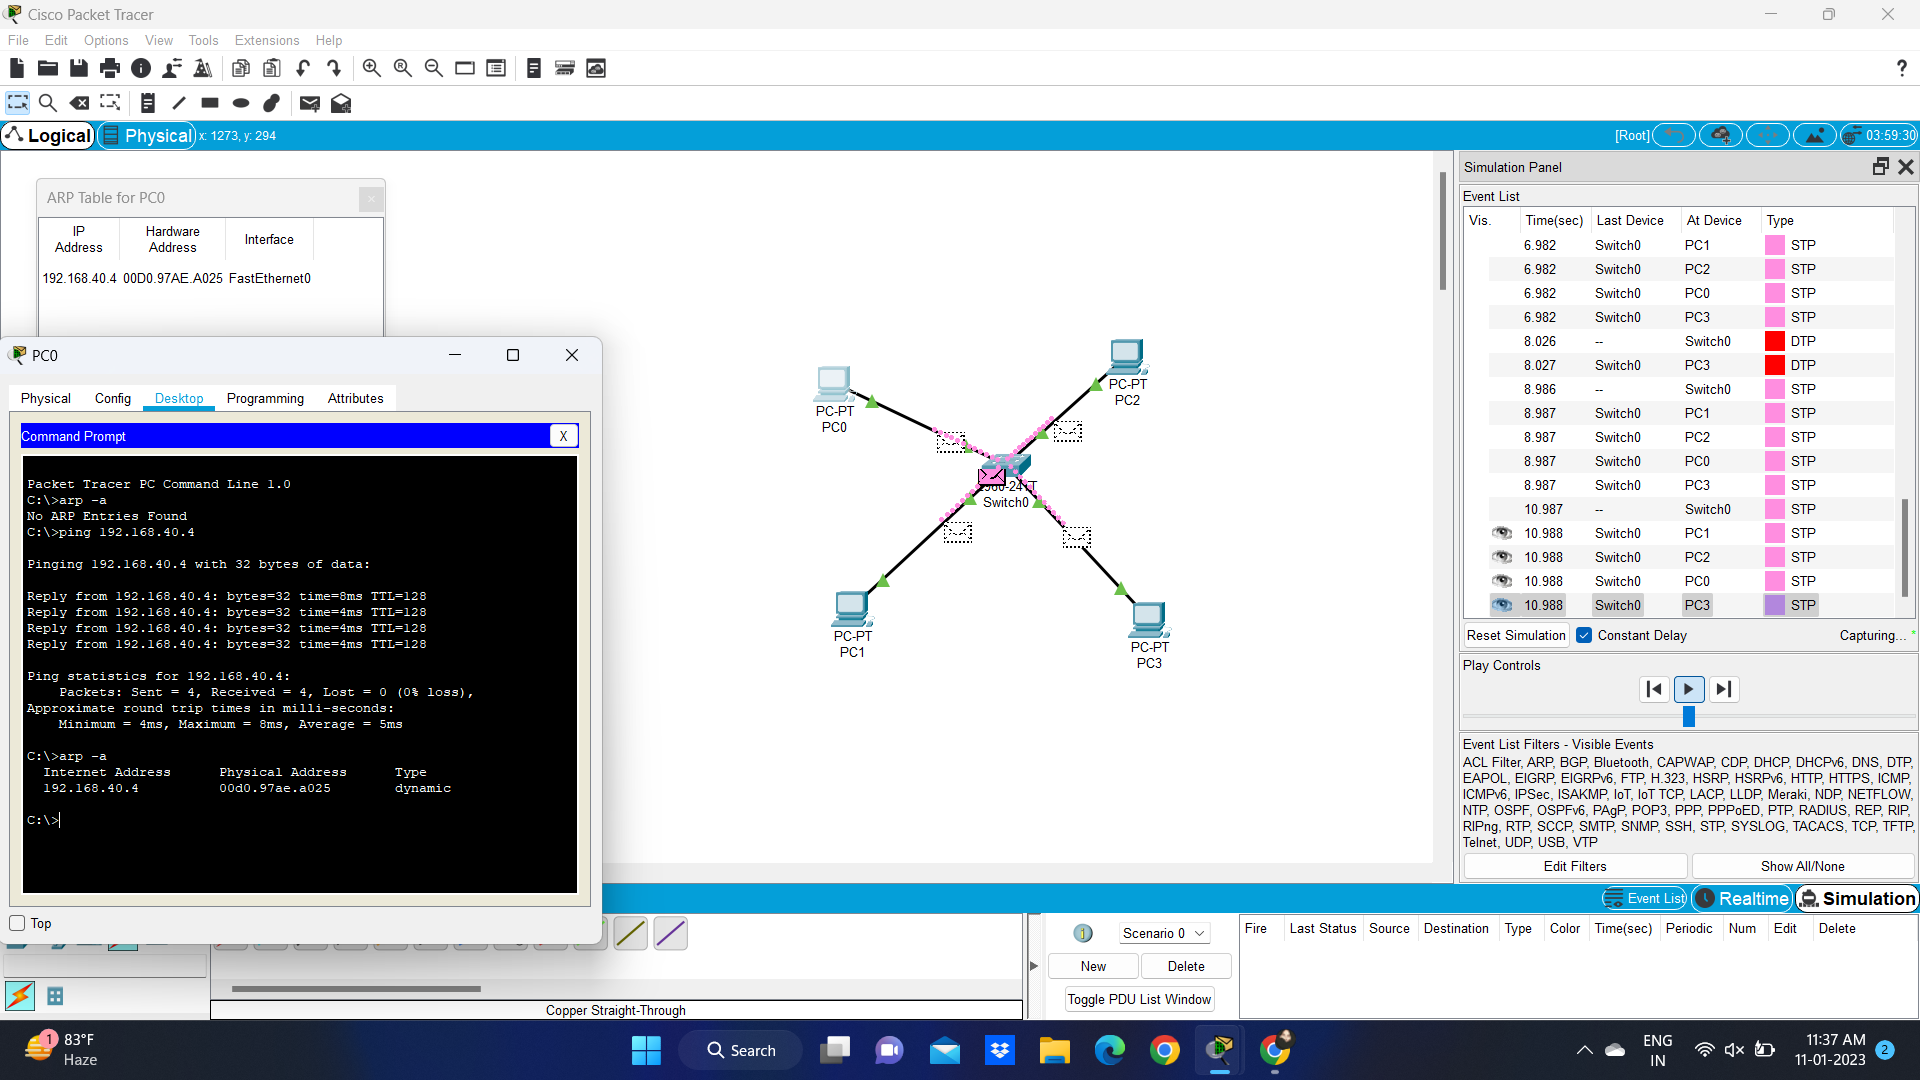 Cisco Packet Tracer
File Edit Options View Tools Extensions Help
Logical Physical x: 1273, y: 294 [Root] 03:59:30
ARP Table for PC0
IP Address Hardware Address Interface
192.168.40.4 00D0.97AE.A025 FastEthernet0
PC0
Physical Config Desktop Programming Attributes
Command Prompt X
Packet Tracer PC Command Line 1.0
C:\>arp -a
No ARP Entries Found
C:\>ping 192.168.40.4
Pinging 192.168.40.4 with 32 bytes of data:
Reply from 192.168.40.4: bytes=32 time=8ms TTL=128
Reply from 192.168.40.4: bytes=32 time=4ms TTL=128
Reply from 192.168.40.4: bytes=32 time=4ms TTL=128
Reply from 192.168.40.4: bytes=32 time=4ms TTL=128
Ping statistics for 192.168.40.4:
Packets: Sent = 4, Received = 4, Lost = 0 (0% loss),
Approximate round trip times in milli-seconds:
Minimum = 4ms, Maximum = 8ms, Average = 5ms
C:\>arp -a
Internet Address Physical Address Type
192.168.40.4 00d0.97ae.a025 dynamic
C:\>
Top
PC-PT
PC0
PC-PT
PC2
Switch0
PC-PT
PC1
PC-PT
PC3
Simulation Panel
Event List
Vis. Time(sec) Last Device At Device Type
6.982 Switch0 PC1 STP
6.982 Switch0 PC2 STP
6.982 Switch0 PC0 STP
6.982 Switch0 PC3 STP
8.026 -- Switch0 DTP
8.027 Switch0 PC3 DTP
8.986 -- Switch0 STP
8.987 Switch0 PC1 STP
8.987 Switch0 PC2 STP
8.987 Switch0 PC0 STP
8.987 Switch0 PC3 STP
10.987 -- Switch0 STP
10.988 Switch0 PC1 STP
10.988 Switch0 PC2 STP
10.988 Switch0 PC0 STP
10.988 Switch0 PC3 STP
Reset Simulation Constant Delay Capturing...
Play Controls
Event List Filters - Visible Events
ACL Filter, ARP, BGP, Bluetooth, CAPWAP, CDP, DHCP, DHCPv6, DNS, DTP,
EAPOL, EIGRP, EIGRPv6, FTP, H.323, HSRP, HSRPv6, HTTP, HTTPS, ICMP,
ICMPv6, IPSec, ISAKMP, IoT, IoT TCP, LACP, LLDP, Meraki, NDP, NETFLOW,
NTP, OSPF, OSPFv6, PAgP, POP3, PPP, PPPoED, PTP, RADIUS, REP, RIP,
RIPng, RTP, SCCP, SMTP, SNMP, SSH, STP, SYSLOG, TACACS, TCP, TFTP,
Telnet, UDP, USB, VTP
Edit Filters Show All/None
Event List Realtime Simulation
Scenario 0
New Delete
Toggle PDU List Window
Fire Last Status Source Destination Type Color Time(sec) Periodic Num Edit Delete
Copper Straight-Through
1 83°F
Haze
Search
ENG
IN
11:37 AM
11-01-2023
2